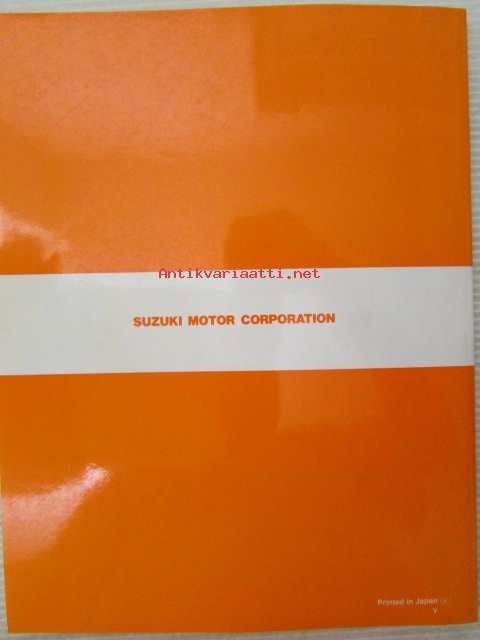 Antikvariaatti.net
SUZUKI MOTOR CORPORATION
Printed in Japan
V